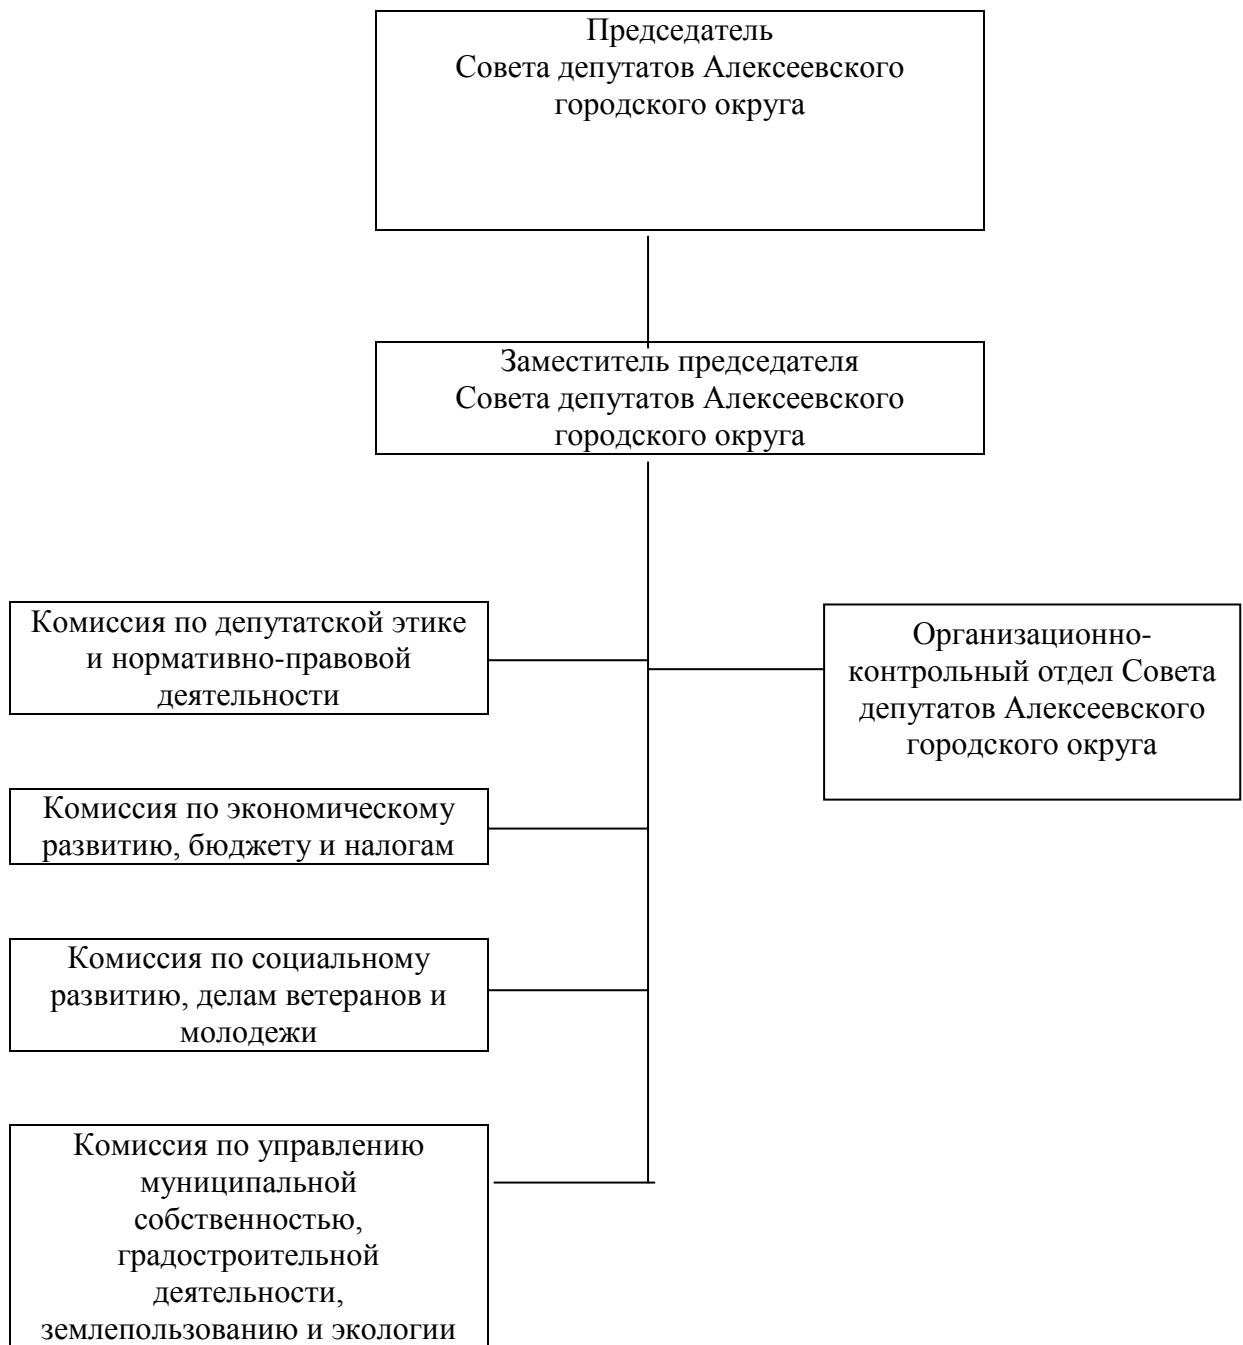 Председатель
Совета депутатов Алексеевского
городского округа
Заместитель председателя
Совета депутатов Алексеевского
городского округа
Комиссия по депутатской этике
и нормативно-правовой
деятельности
Организационно-
контрольный отдел Совета
депутатов Алексеевского
городского округа
Комиссия по экономическому
развитию, бюджету и налогам
Комиссия по социальному
развитию, делам ветеранов и
молодежи
Комиссия по управлению
муниципальной
собственностью,
градостроительной
деятельности,
землепользованию и экологии